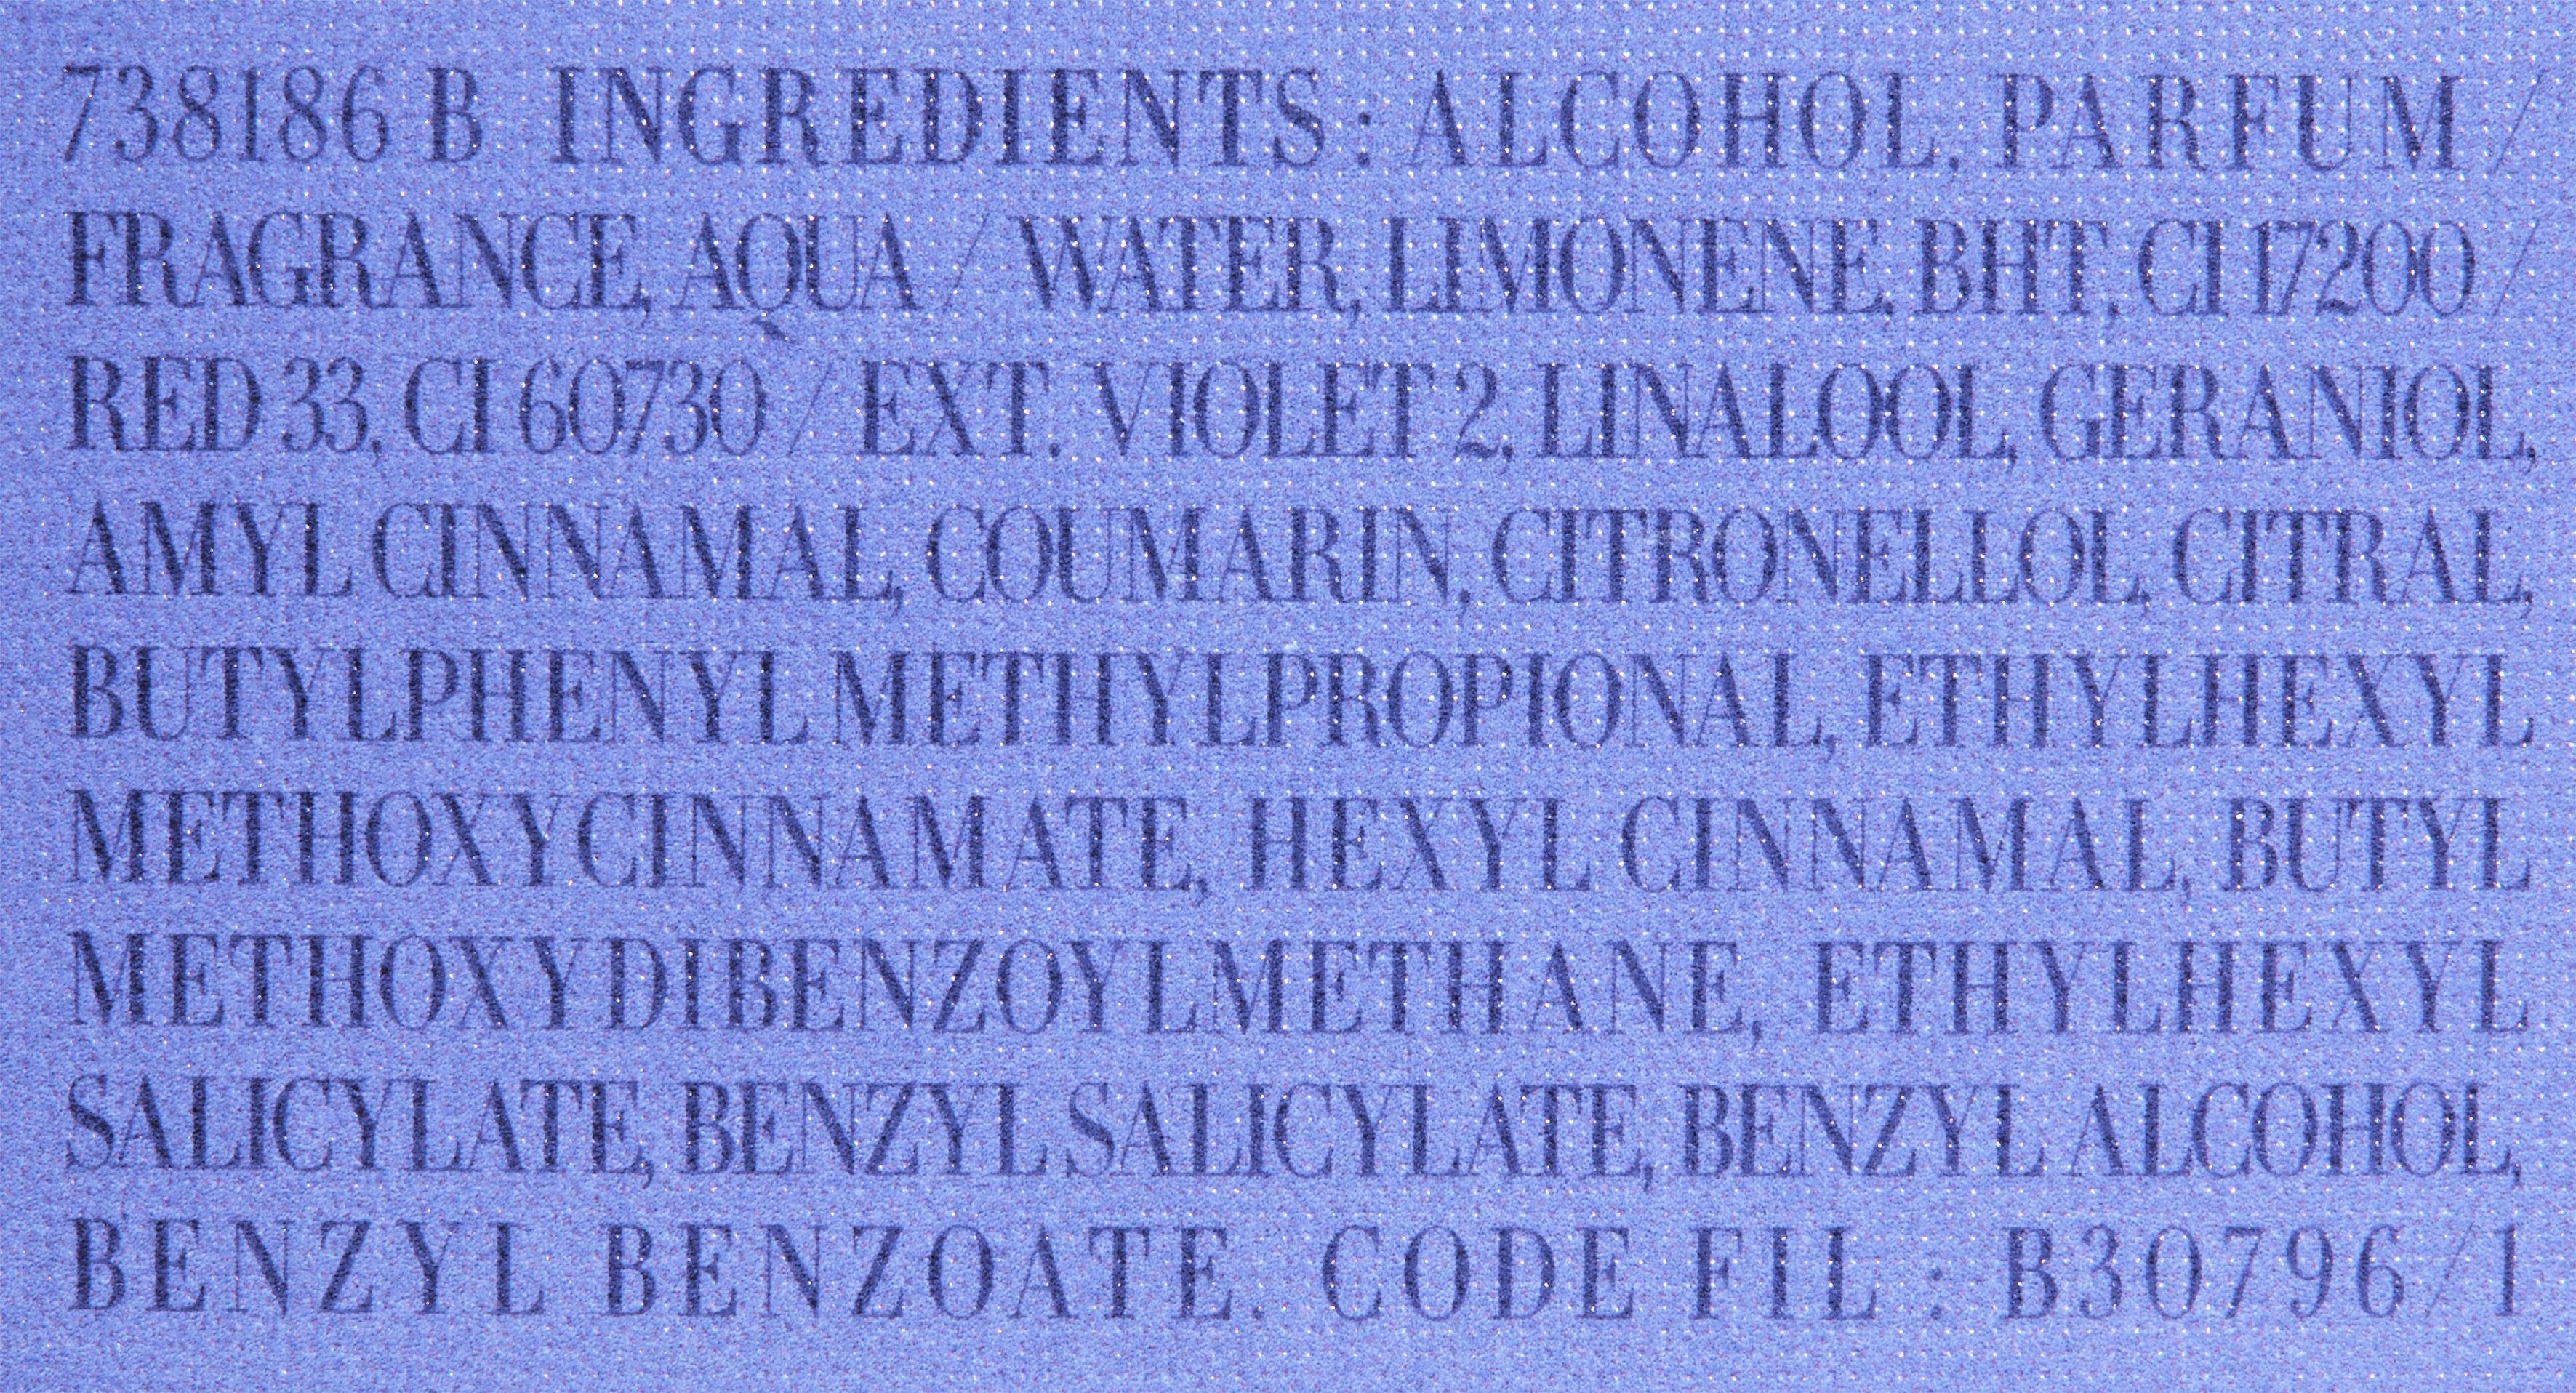 738186 B INGREDIENTS : ALCOHOL, PARFUM /
FRAGRANCE, AQUA / WATER, LIMONENE, BHT, CI 17200 /
RED 33, CI 60730 / EXT. VIOLET 2, LINALOOL, GERANIOL,
AMYL CINNAMAL, COUMARIN, CITRONELLOL, CITRAL,
BUTYLPHENYL METHYLPROPIONAL, ETHYLHEXYL
METHOXYCINNAMATE, HEXYL CINNAMAL, BUTYL
METHOXYDIBENZOYLMETHANE, ETHYLHEXYL
SALICYLATE, BENZYL SALICYLATE, BENZYL ALCOHOL,
BENZYL BENZOATE. CODE FIL : B30796/1